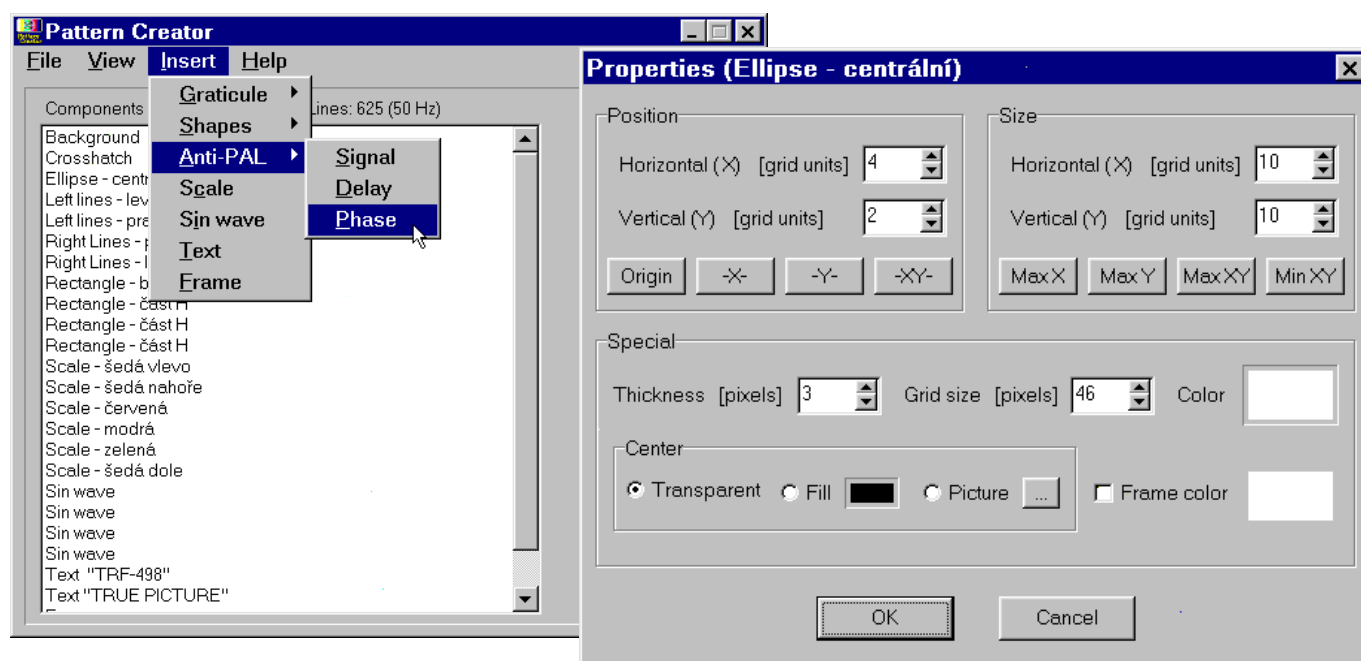 Pattern Creator
File View Insert Help
Components Lines: 625 (50 Hz)
Background
Crosshatch
Ellipse - centr
Left lines - lev
Left lines - pra
Right Lines - p
Right Lines - l
Rectangle - b
Rectangle - část H
Rectangle - část H
Rectangle - část H
Scale - šedá vlevo
Scale - šedá nahoře
Scale - červená
Scale - modrá
Scale - zelená
Scale - šedá dole
Sin wave
Sin wave
Sin wave
Sin wave
Text "TRF-498"
Text "TRUE PICTURE"
Graticule
Shapes
Anti-PAL
Scale
Sin wave
Text
Frame
Signal
Delay
Phase
Properties (Ellipse - centrální)
Position
Horizontal (X) [grid units] 4
Vertical (Y) [grid units] 2
Origin -X- -Y- -XY-
Size
Horizontal (X) [grid units] 10
Vertical (Y) [grid units] 10
Max X Max Y Max XY Min XY
Special
Thickness [pixels] 3 Grid size [pixels] 46 Color
Center
Transparent Fill Picture ... Frame color
OK Cancel